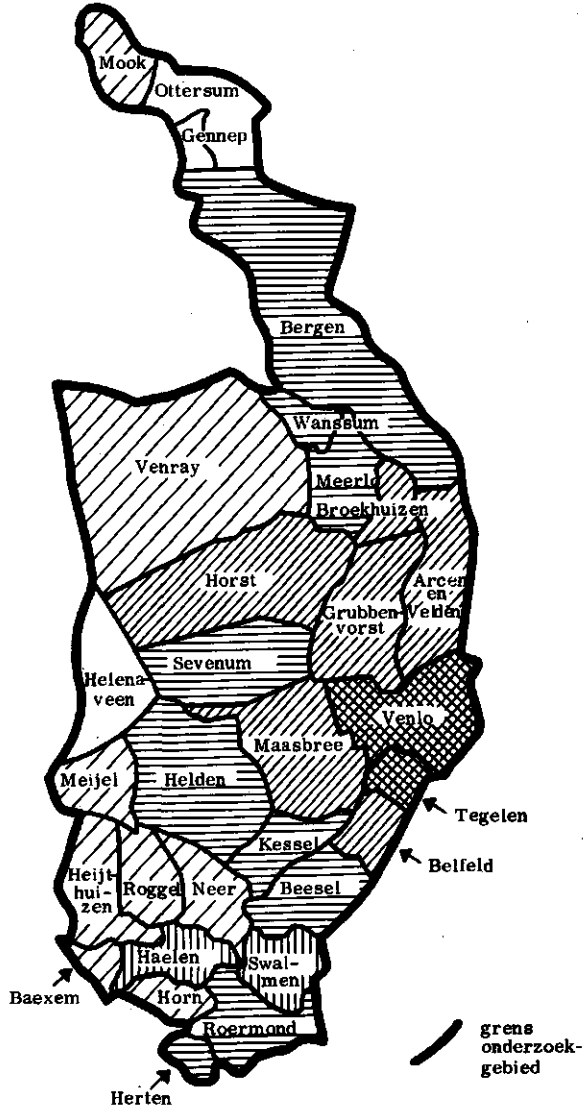 Mook
Ottersum
Gennep
Bergen
Wanssum
Venray
Meerlo
Broekhuizen
Horst
Arcen
en
Velden
Grubben-
vorst
Sevenum
Helena-
veen
Venlo
Maasbree
Meijel
Helden
Tegelen
Kessel
Belfeld
Heijt-
hui-
zen
Roggel
Neer
Beesel
Haelen
Swal-
men
Baexem
Horn
Roermond
Herten
grens
onderzoek-
gebied